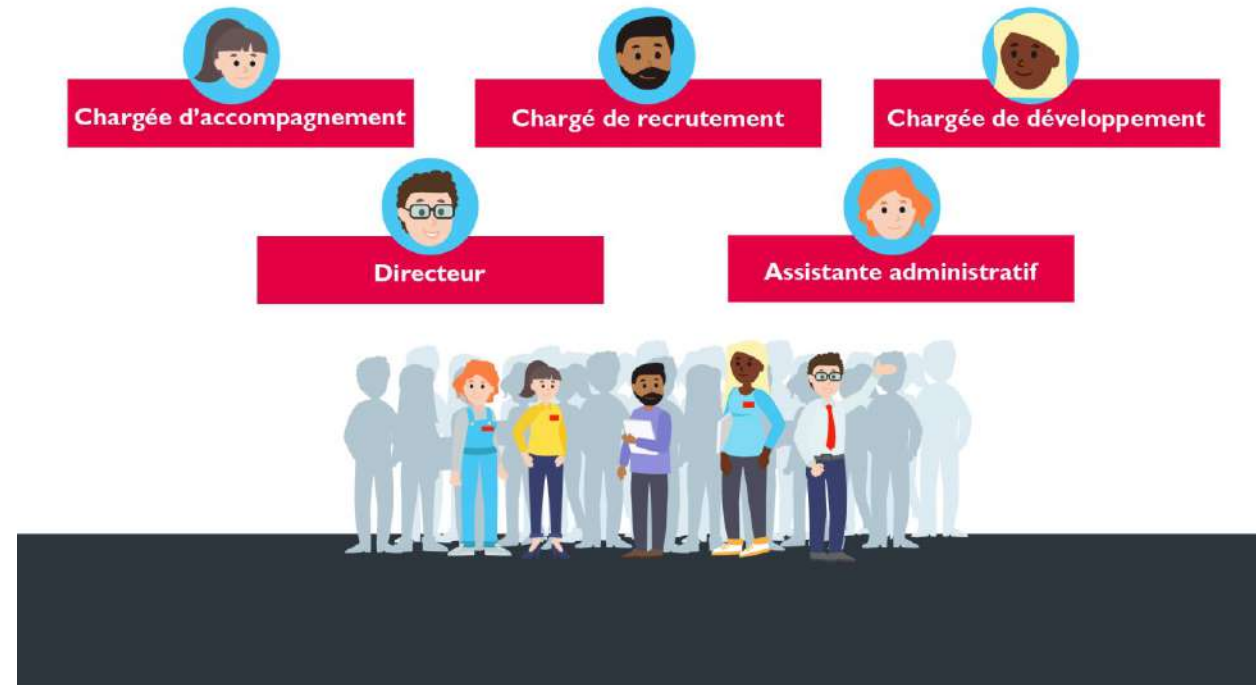 Chargée d'accompagnement
Chargé de recrutement
Chargée de développement
Directeur
Assistante administratif